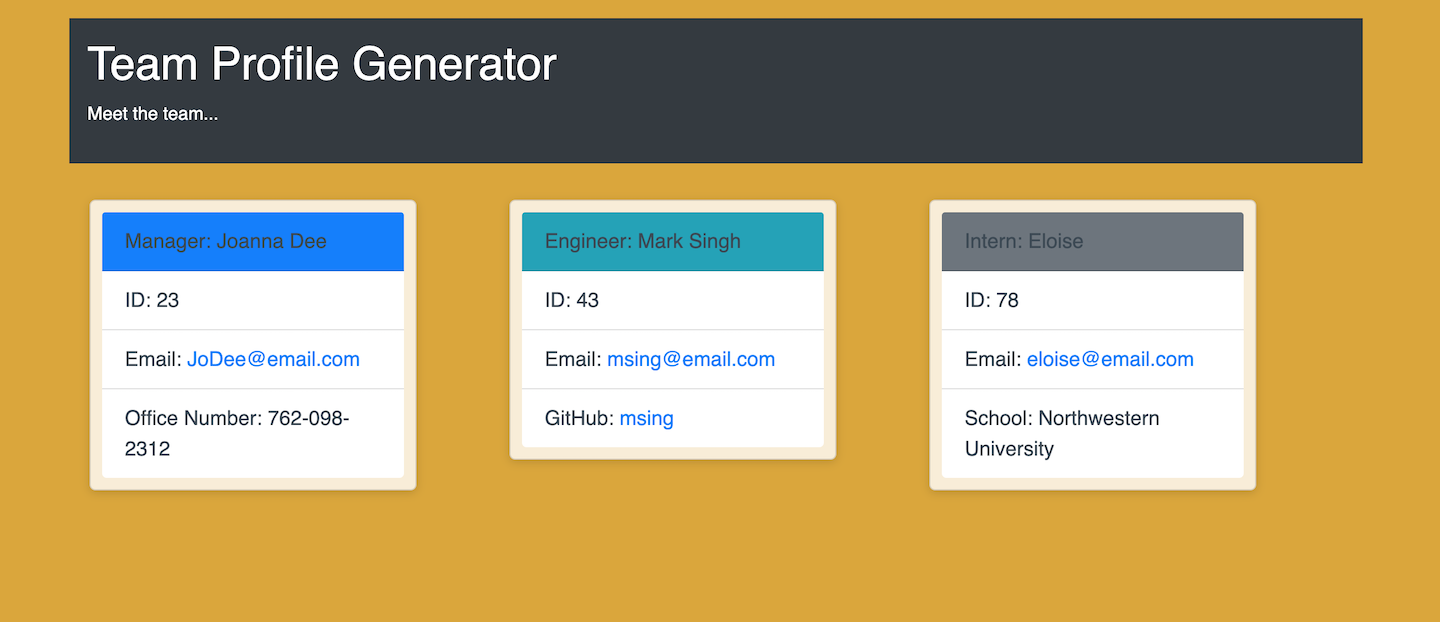 Team Profile Generator
Meet the team...
Manager: Joanna Dee
ID: 23
Email: JoDee@email.com
Office Number: 762-098-
2312
Engineer: Mark Singh
ID: 43
Email: msing@email.com
GitHub: msing
Intern: Eloise
ID: 78
Email: eloise@email.com
School: Northwestern
University